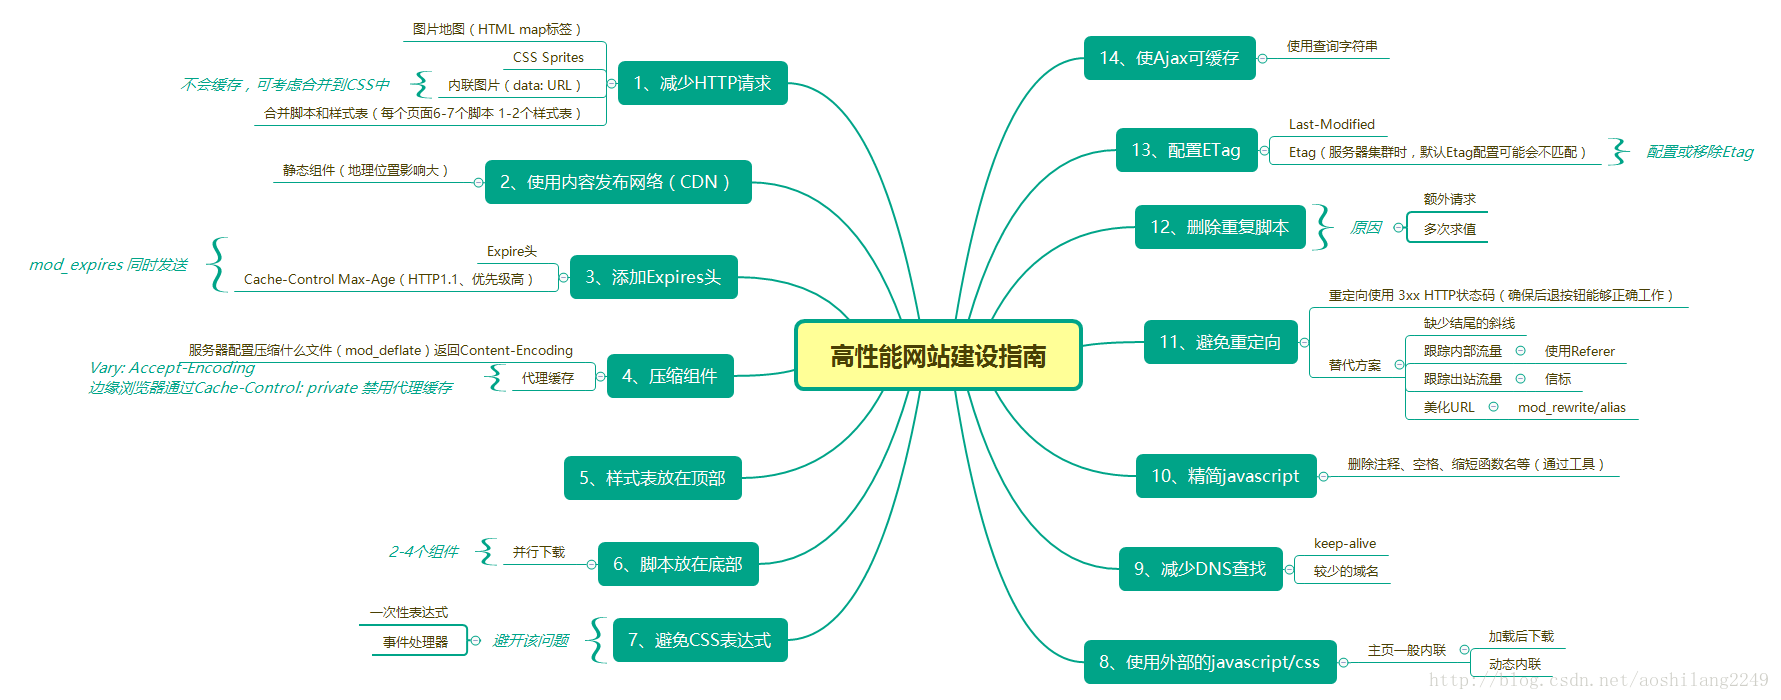 高性能网站建设指南
1、减少HTTP请求
图片地图（HTML map标签）
CSS Sprites
内联图片（data: URL）
不会缓存，可考虑合并到CSS中
合并脚本和样式表（每个页面6-7个脚本 1-2个样式表）
2、使用内容发布网络（CDN）
静态组件（地理位置影响大）
3、添加Expires头
Expire头
Cache-Control Max-Age（HTTP1.1、优先级高）
mod_expires 同时发送
4、压缩组件
服务器配置压缩什么文件（mod_deflate）返回Content-Encoding
代理缓存
Vary: Accept-Encoding
边缘浏览器通过Cache-Control: private 禁用代理缓存
5、样式表放在顶部
6、脚本放在底部
并行下载
2-4个组件
7、避免CSS表达式
避开该问题
一次性表达式
事件处理器
8、使用外部的javascript/css
主页一般内联
加载后下载
动态内联
9、减少DNS查找
keep-alive
较少的域名
10、精简javascript
删除注释、空格、缩短函数名等（通过工具）
11、避免重定向
重定向使用 3xx HTTP状态码（确保后退按钮能够正确工作）
替代方案
缺少结尾的斜线
跟踪内部流量
使用Referer
跟踪出站流量
信标
美化URL
mod_rewrite/alias
12、删除重复脚本
原因
额外请求
多次求值
13、配置ETag
Last-Modified
Etag（服务器集群时，默认Etag配置可能会不匹配）
配置或移除Etag
14、使Ajax可缓存
使用查询字符串
http://blog.csdn.net/aoshilang2249